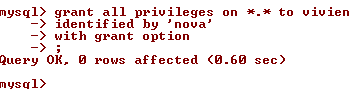 mysql> grant all privileges on *.* to vivien
-> identified by 'nova'
-> with grant option
-> ;
Query OK, 0 rows affected (0.60 sec)
mysql>